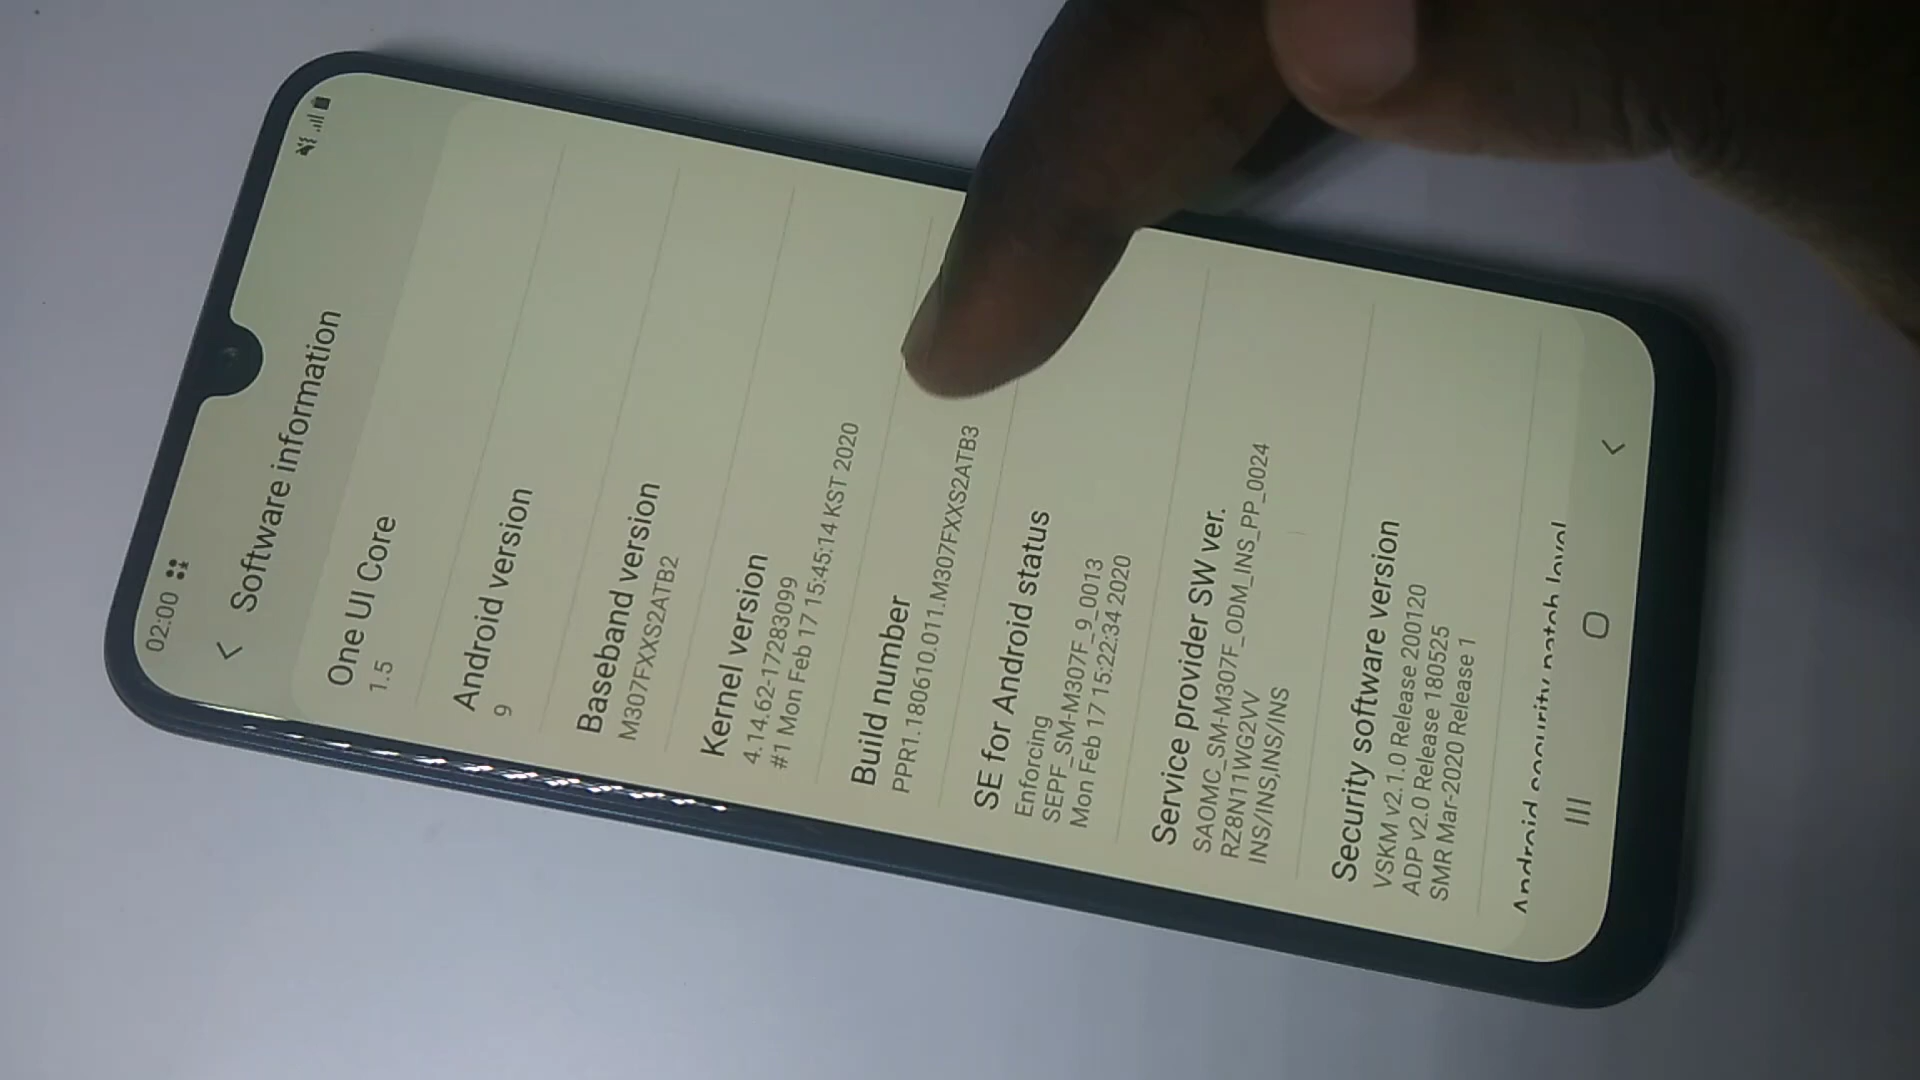 02:00
Software information
One UI Core
1.5
Android version
9
Baseband version
M307FXXS2ATB2
Kernel version
4.14.62-17283099
#1 Mon Feb 17 15:45:14 KST 2020
Build number
PPR1.180610.011.M307FXXS2ATB3
SE for Android status
Enforcing
SEPF_SM-M307F_9_0013
Mon Feb 17 15:22:34 2020
Service provider SW ver.
SAOMC_SM-M307F_ODM_INS_PP_0024
RZ8N11WG2VV
INS/INS,INS/INS
Security software version
VSKM v2.1.0 Release 200120
ADP v2.0 Release 180525
SMR Mar-2020 Release 1
Android security patch level